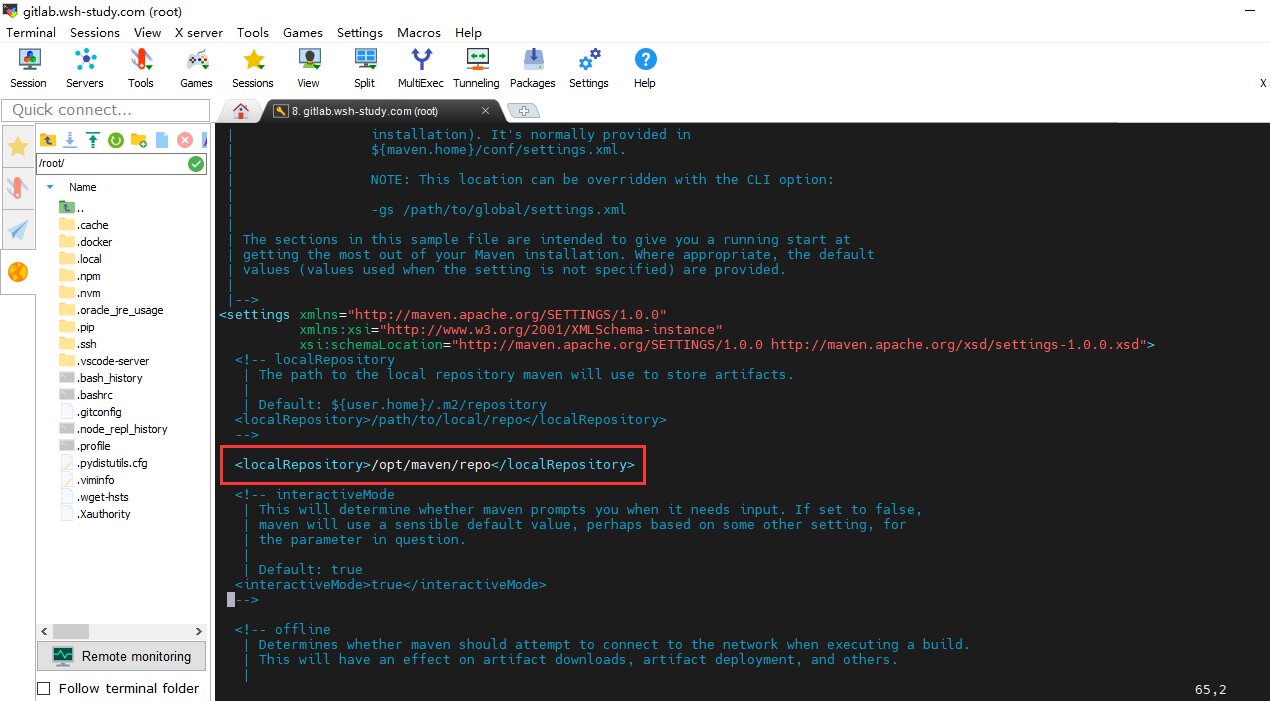 gitlab.wsh-study.com (root)
Terminal Sessions View X server Tools Games Settings Macros Help
Session Servers Tools Games Sessions View Split MultiExec Tunneling Packages Settings Help X
Quick connect...
8. gitlab.wsh-study.com (root)
/root/
Name
..
.cache
.docker
.local
.npm
.nvm
.oracle_jre_usage
.pip
.ssh
.vscode-server
.bash_history
.bashrc
.gitconfig
.node_repl_history
.profile
.pydistutils.cfg
.viminfo
.wget-hsts
.Xauthority
Remote monitoring
Follow terminal folder
| installation). It's normally provided in
| ${maven.home}/conf/settings.xml.
|
| NOTE: This location can be overridden with the CLI option:
|
| -gs /path/to/global/settings.xml
|
| The sections in this sample file are intended to give you a running start at
| getting the most out of your Maven installation. Where appropriate, the default
| values (values used when the setting is not specified) are provided.
|
|-->
<settings xmlns="http://maven.apache.org/SETTINGS/1.0.0"
xmlns:xsi="http://www.w3.org/2001/XMLSchema-instance"
xsi:schemaLocation="http://maven.apache.org/SETTINGS/1.0.0 http://maven.apache.org/xsd/settings-1.0.0.xsd">
<!-- localRepository
| The path to the local repository maven will use to store artifacts.
|
| Default: ${user.home}/.m2/repository
<localRepository>/path/to/local/repo</localRepository>
-->
<localRepository>/opt/maven/repo</localRepository>
<!-- interactiveMode
| This will determine whether maven prompts you when it needs input. If set to false,
| maven will use a sensible default value, perhaps based on some other setting, for
| the parameter in question.
|
| Default: true
<interactiveMode>true</interactiveMode>
-->
<!-- offline
| Determines whether maven should attempt to connect to the network when executing a build.
| This will have an effect on artifact downloads, artifact deployment, and others.
|
65,2